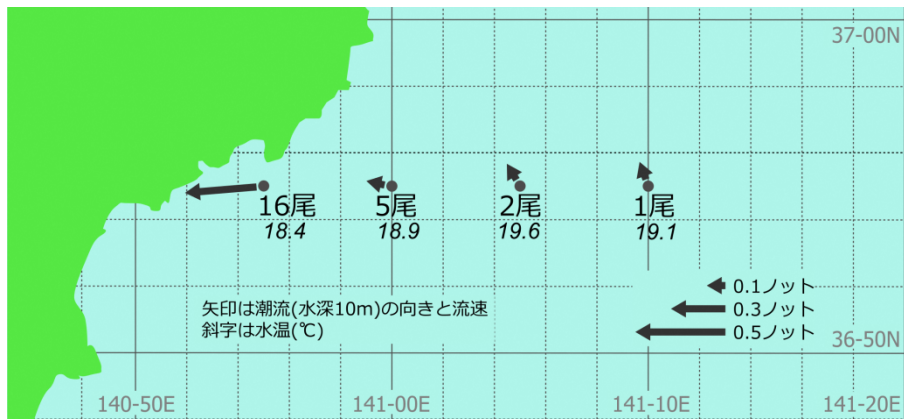 37-00N
16尾
5尾
2尾
1尾
18.4
18.9
19.6
19.1
矢印は潮流(水深10m)の向きと流速
斜字は水温(℃)
0.1ノット
0.3ノット
0.5ノット
36-50N
140-50E
141-00E
141-10E
141-20E